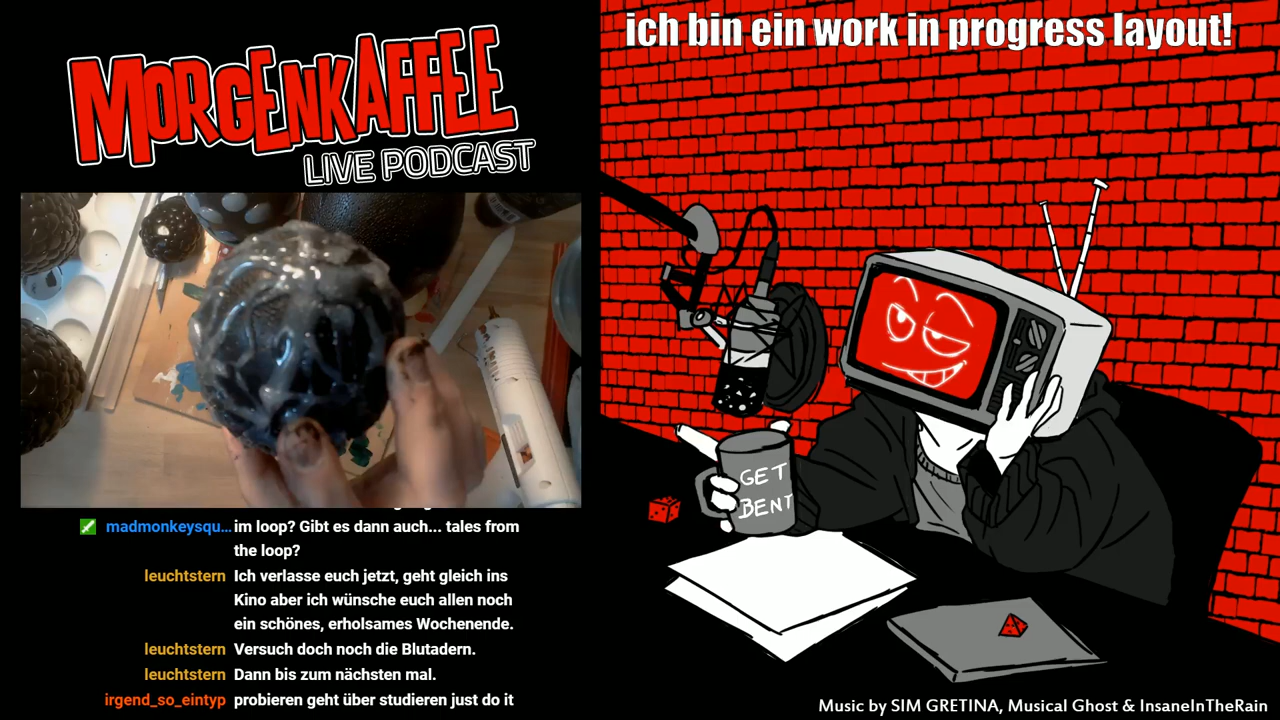 MORGENKAFFEE
LIVE PODCAST
ich bin ein work in progress layout!
GET
BENT
madmonkeysqu... im loop? Gibt es dann auch... tales from
the loop?
leuchtstern Ich verlasse euch jetzt, geht gleich ins
Kino aber ich wünsche euch allen noch
ein schönes, erholsames Wochenende.
leuchtstern Versuch doch noch die Blutadern.
leuchtstern Dann bis zum nächsten mal.
irgend_so_eintyp probieren geht über studieren just do it
Music by SIM GRETINA, Musical Ghost & InsaneInTheRain